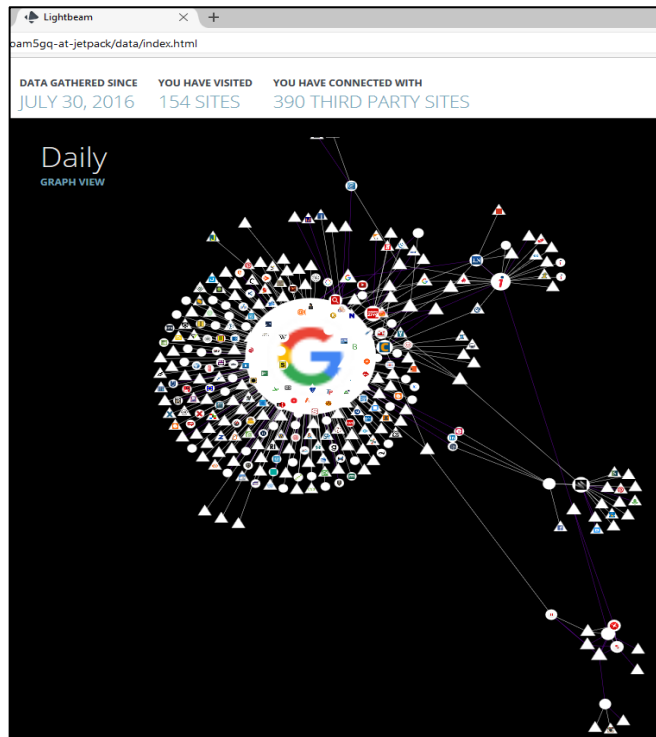 Lightbeam
oam5gq-at-jetpack/data/index.html
DATA GATHERED SINCE
JULY 30, 2016
YOU HAVE VISITED
154 SITES
YOU HAVE CONNECTED WITH
390 THIRD PARTY SITES
Daily
GRAPH VIEW